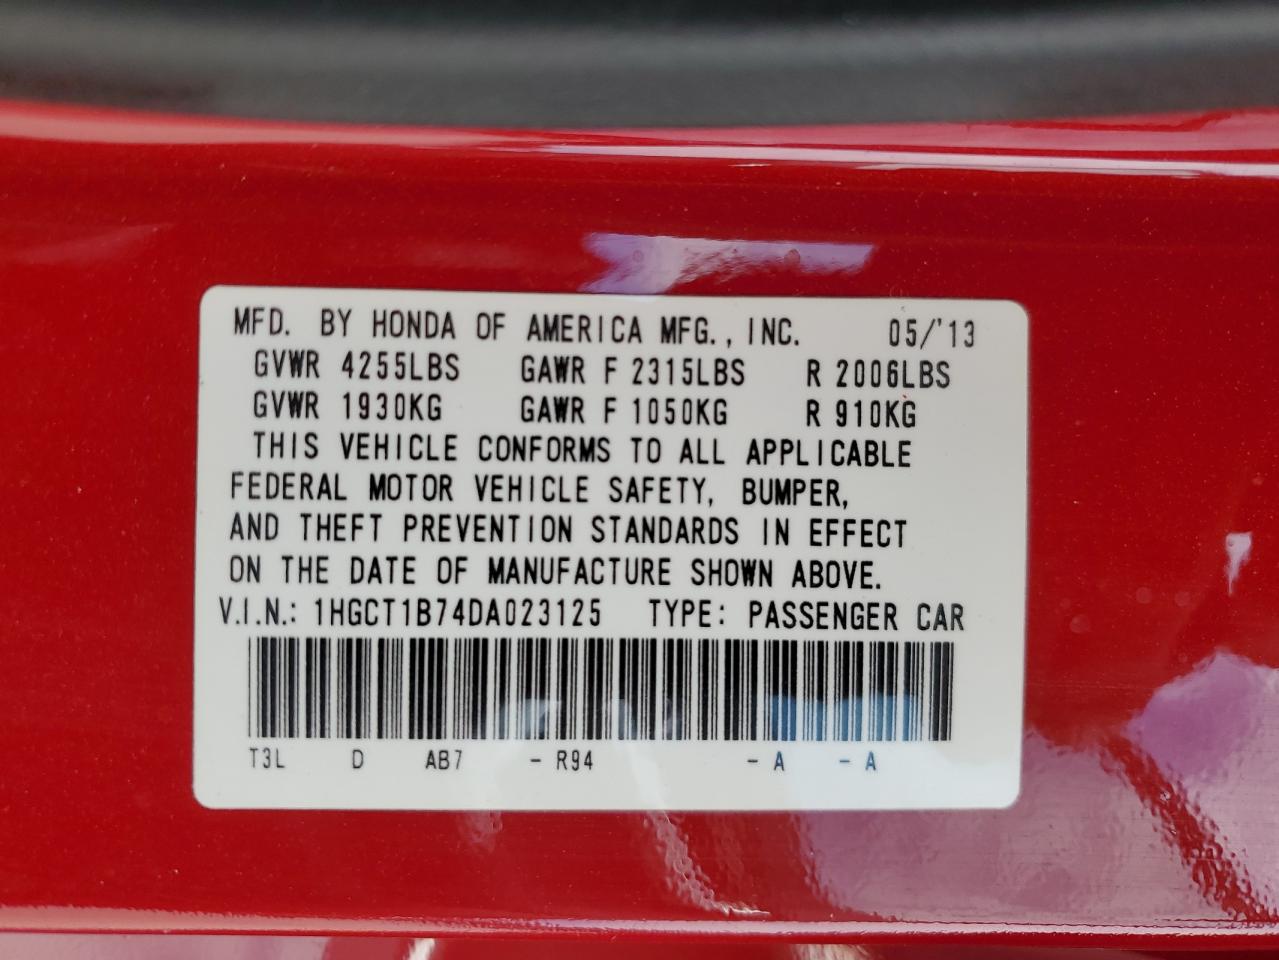 MFD. BY HONDA OF AMERICA MFG., INC. 05/'13
GVWR 4255LBS GAWR F 2315LBS R 2006LBS
GVWR 1930KG GAWR F 1050KG R 910KG
THIS VEHICLE CONFORMS TO ALL APPLICABLE
FEDERAL MOTOR VEHICLE SAFETY, BUMPER,
AND THEFT PREVENTION STANDARDS IN EFFECT
ON THE DATE OF MANUFACTURE SHOWN ABOVE.
V.I.N.: 1HGCT1B74DA023125 TYPE: PASSENGER CAR
T3L D AB7 - R94 - A - A